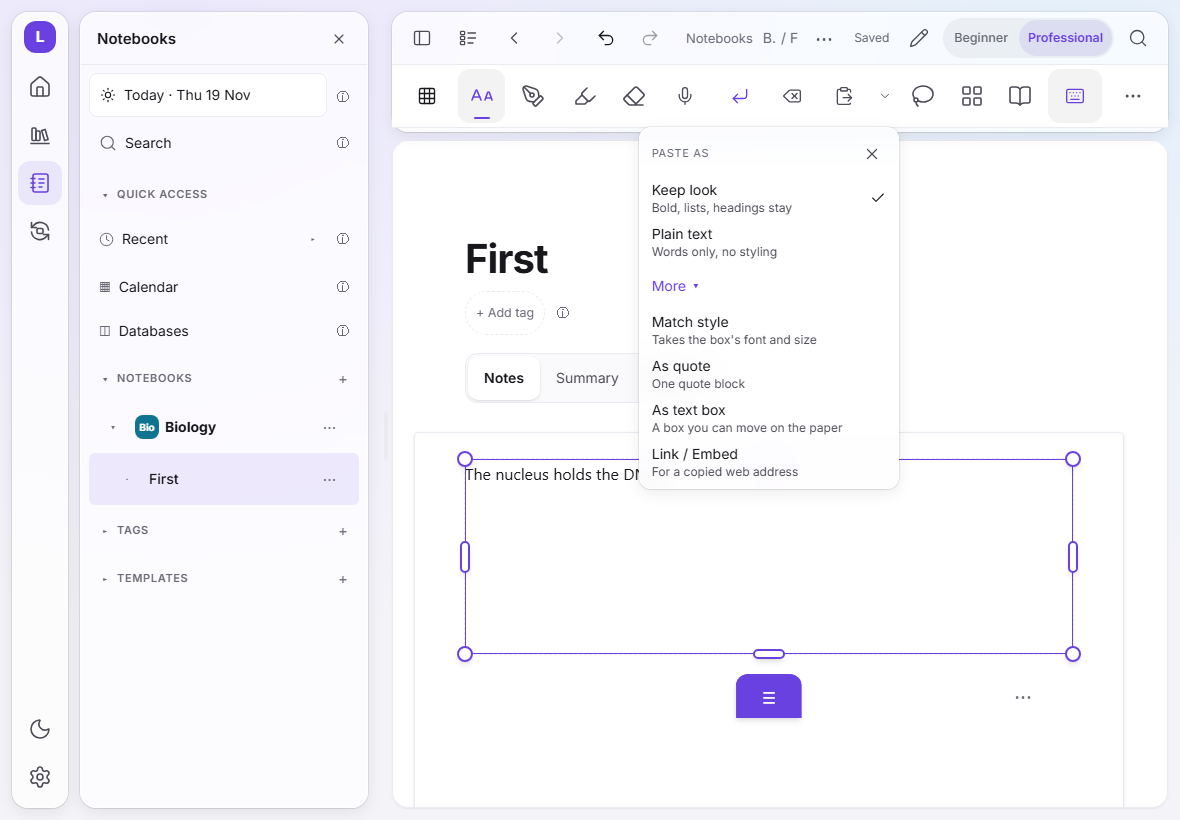 L
Notebooks
Today · Thu 19 Nov
Search
QUICK ACCESS
Recent
Calendar
Databases
NOTEBOOKS
Bio Biology
First
TAGS
TEMPLATES
Notebooks B. / F
Saved
Beginner Professional
AA
PASTE AS
Keep look
Bold, lists, headings stay
Plain text
Words only, no styling
More
Match style
Takes the box's font and size
As quote
One quote block
As text box
A box you can move on the paper
Link / Embed
For a copied web address
First
+ Add tag
Notes Summary
The nucleus holds the